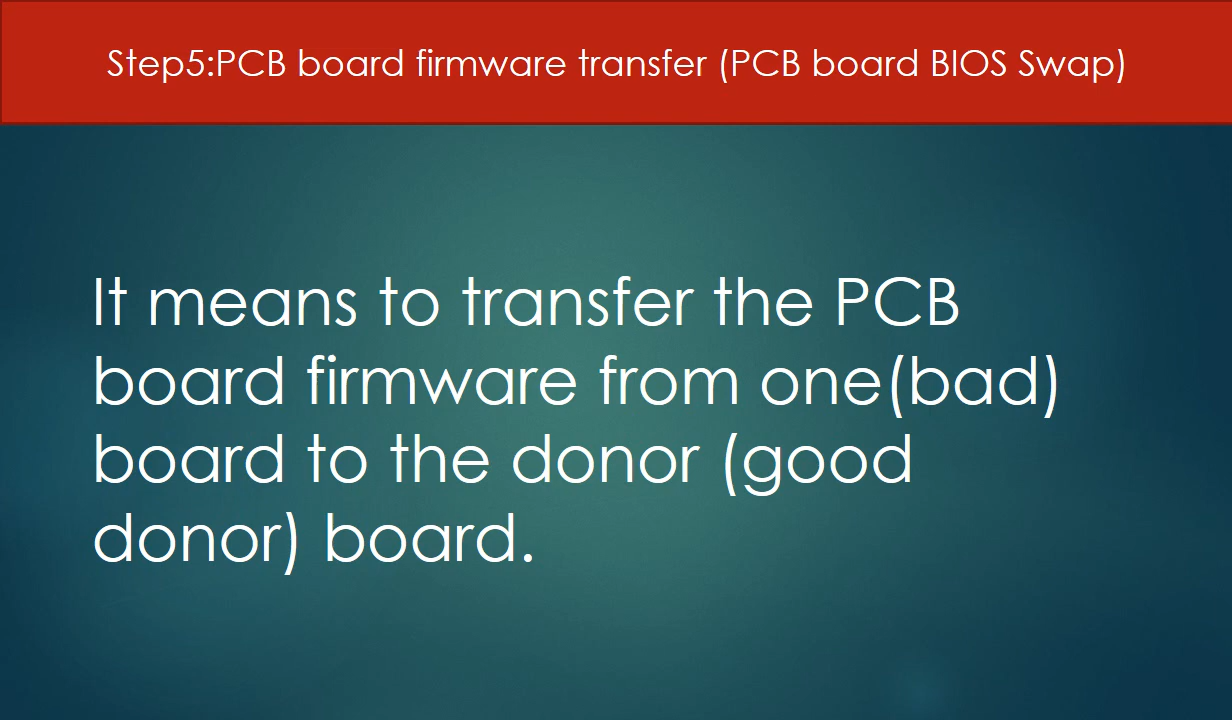 Step5:PCB board firmware transfer (PCB board BIOS Swap)
It means to transfer the PCB
board firmware from one(bad)
board to the donor (good
donor) board.